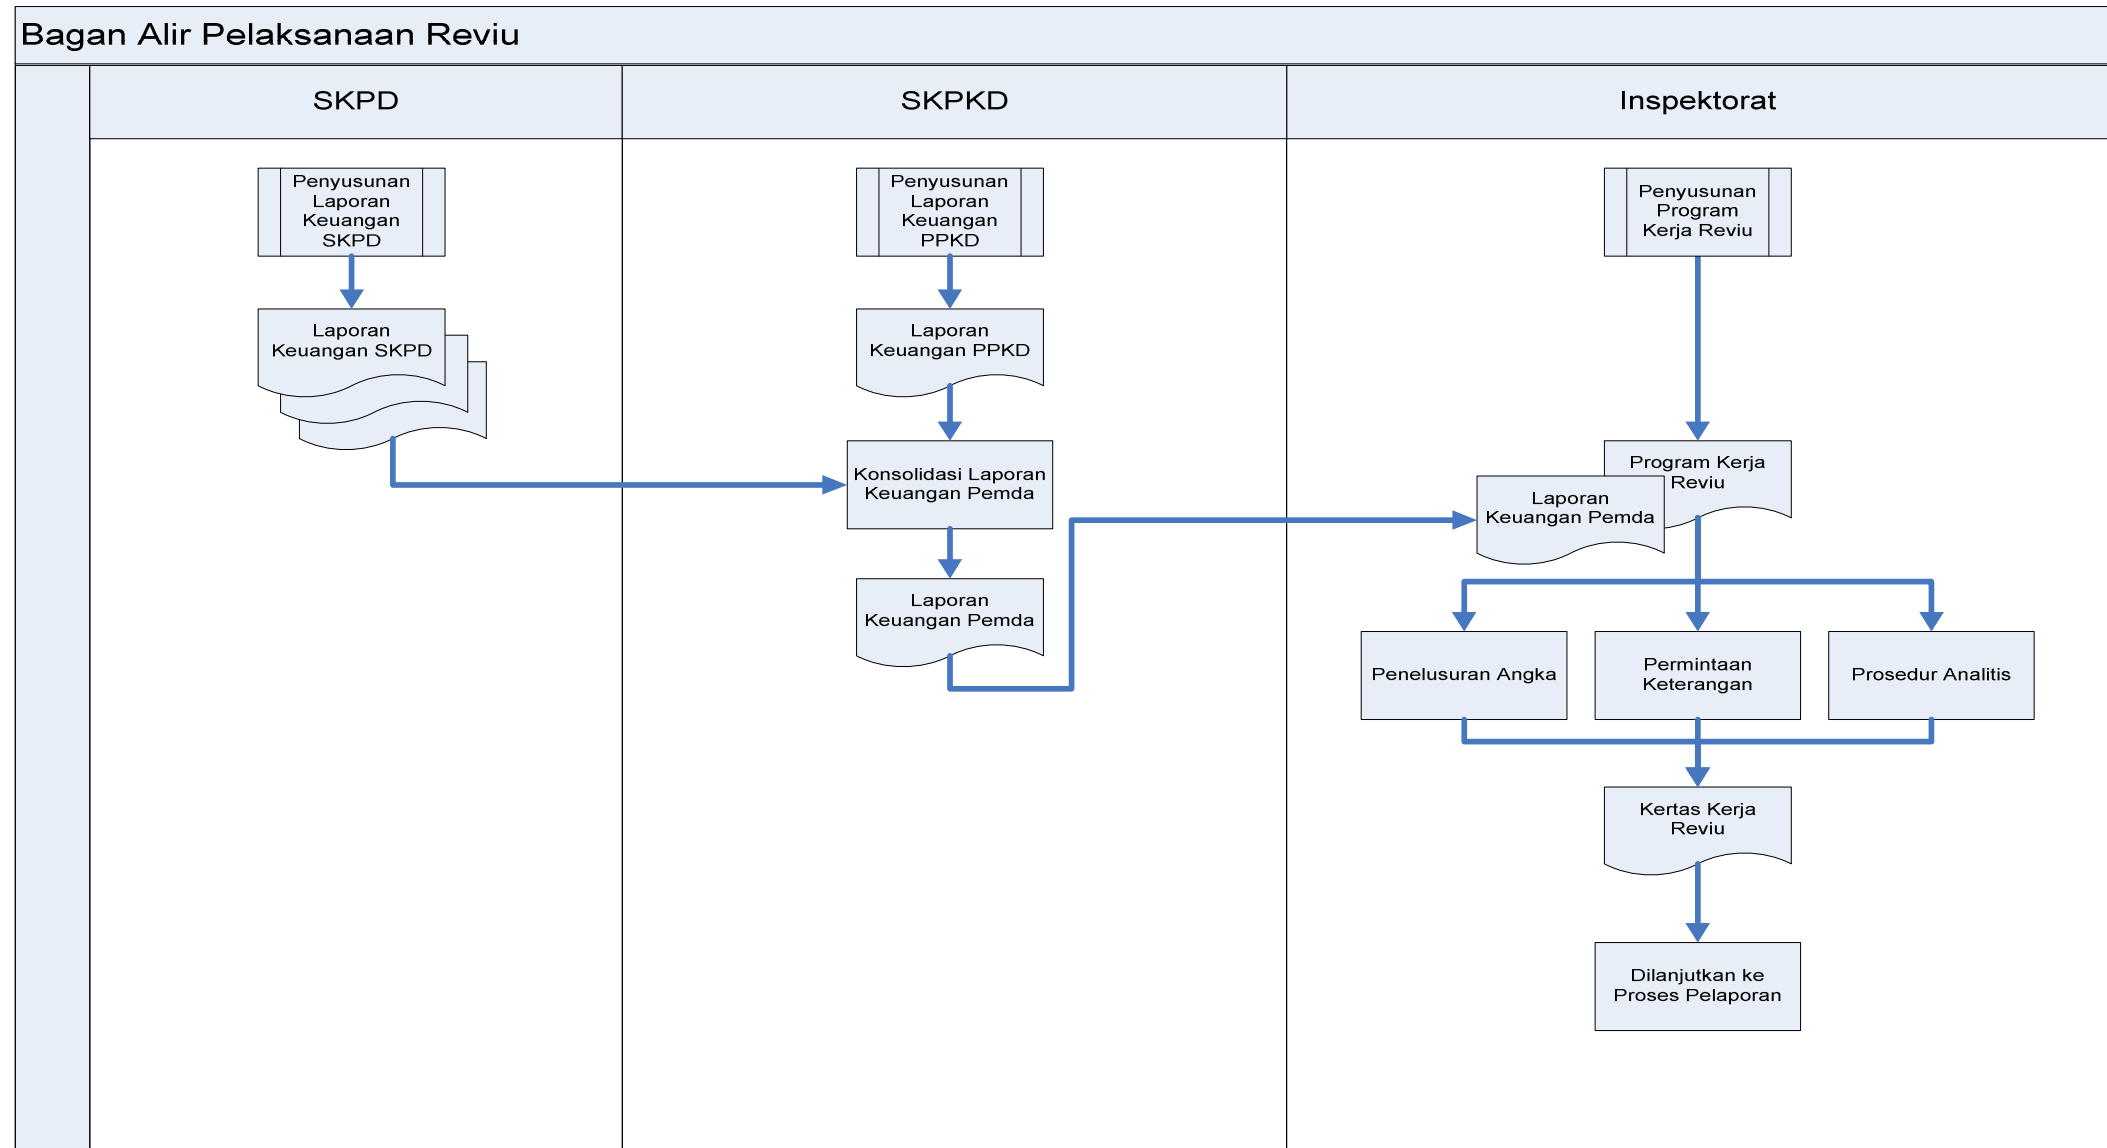 Bagan Alir Pelaksanaan Reviu
SKPD
SKPKD
Inspektorat
Penyusunan
Laporan
Keuangan
SKPD
Laporan
Keuangan SKPD
Penyusunan
Laporan
Keuangan
PPKD
Laporan
Keuangan PPKD
Konsolidasi Laporan
Keuangan Pemda
Laporan
Keuangan Pemda
Penyusunan
Program
Kerja Reviu
Program Kerja
Reviu
Laporan
Keuangan Pemda
Penelusuran Angka
Permintaan
Keterangan
Prosedur Analitis
Kertas Kerja
Reviu
Dilanjutkan ke
Proses Pelaporan